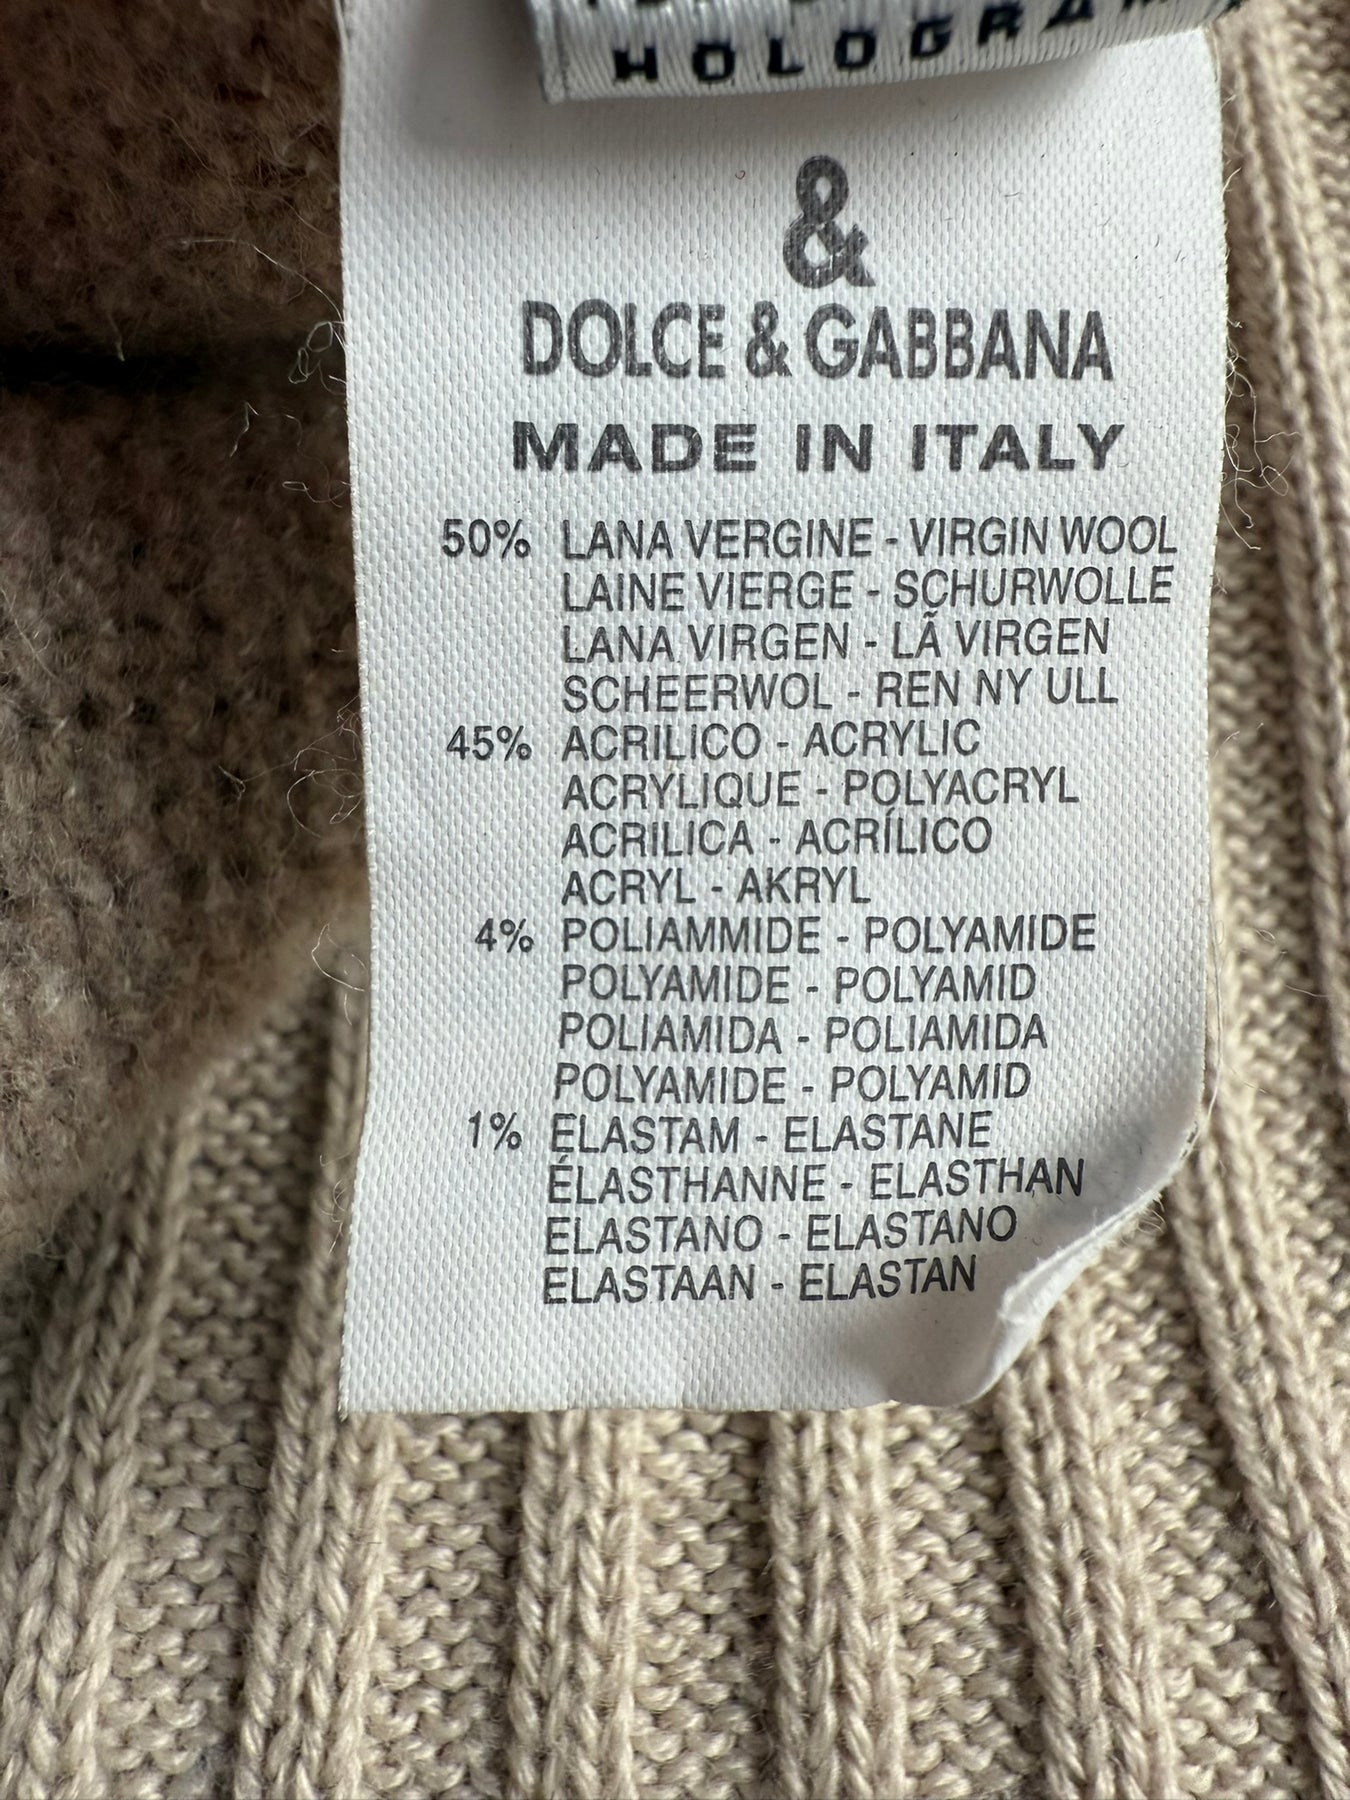 HOLOGRAM
&
DOLCE & GABBANA
MADE IN ITALY
50% LANA VERGINE - VIRGIN WOOL
LAINE VIERGE - SCHURWOLLE
LANA VIRGEN - LÃ VIRGEN
SCHEERWOL - REN NY ULL
45% ACRILICO - ACRYLIC
ACRYLIQUE - POLYACRYL
ACRILICA - ACRÍLICO
ACRYL - AKRYL
4% POLIAMMIDE - POLYAMIDE
POLYAMIDE - POLYAMID
POLIAMIDA - POLIAMIDA
POLYAMIDE - POLYAMID
1% ELASTAM - ELASTANE
ÉLASTHANNE - ELASTHAN
ELASTANO - ELASTANO
ELASTAAN - ELASTAN